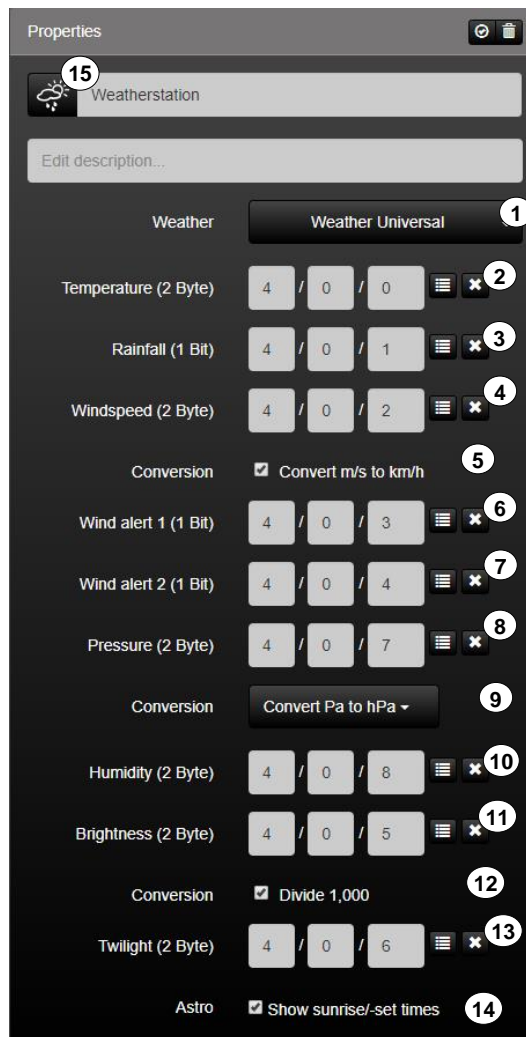 Properties
15
Weatherstation
Edit description...
1
Weather Weather Universal
2
Temperature (2 Byte) 4 / 0 / 0
3
Rainfall (1 Bit) 4 / 0 / 1
4
Windspeed (2 Byte) 4 / 0 / 2
5
Conversion Convert m/s to km/h
6
Wind alert 1 (1 Bit) 4 / 0 / 3
7
Wind alert 2 (1 Bit) 4 / 0 / 4
8
Pressure (2 Byte) 4 / 0 / 7
9
Conversion Convert Pa to hPa
10
Humidity (2 Byte) 4 / 0 / 8
11
Brightness (2 Byte) 4 / 0 / 5
12
Conversion Divide 1,000
13
Twilight (2 Byte) 4 / 0 / 6
Astro Show sunrise/-set times 14